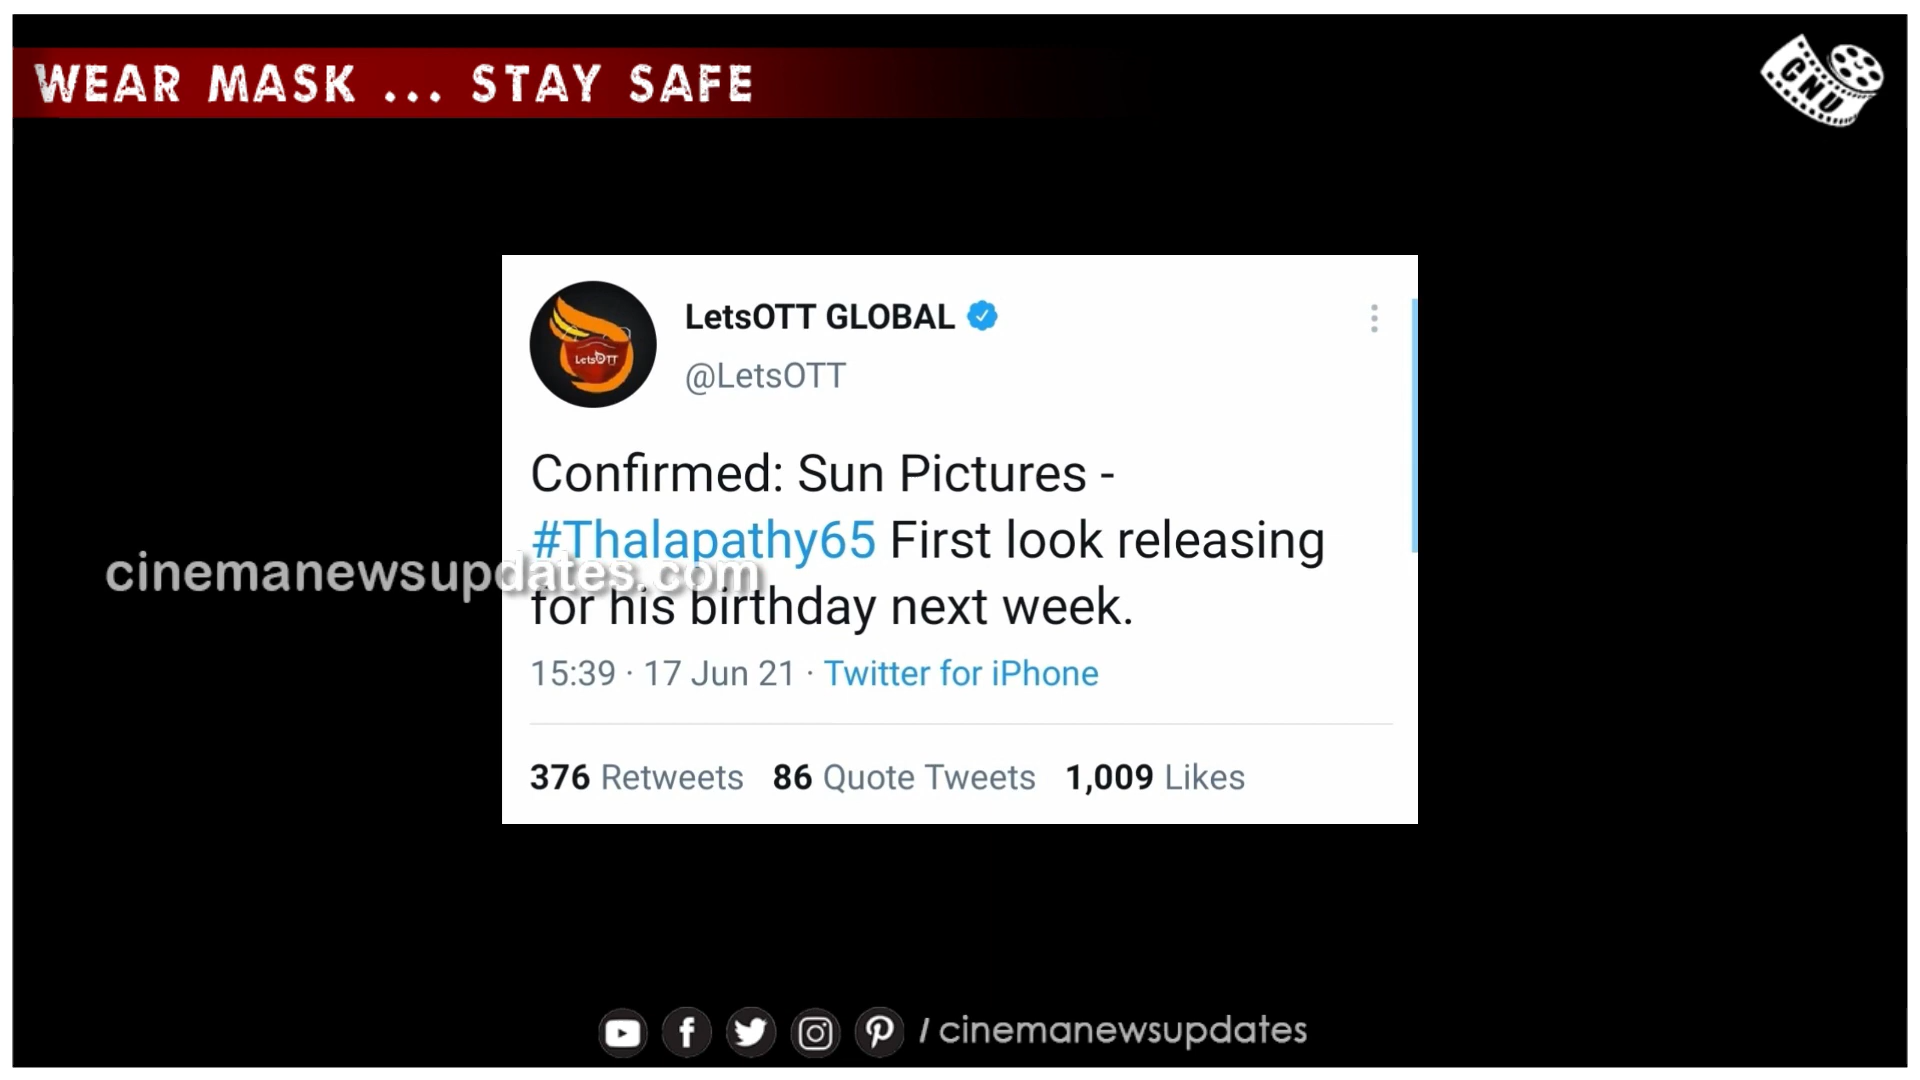 WEAR MASK ... STAY SAFE
CNU
LetsOTT GLOBAL
LetsOTT
@LetsOTT
Confirmed: Sun Pictures -
#Thalapathy65 First look releasing
for his birthday next week.
cinemanewsupdates.com
15:39 · 17 Jun 21 · Twitter for iPhone
376 Retweets 86 Quote Tweets 1,009 Likes
/ cinemanewsupdates